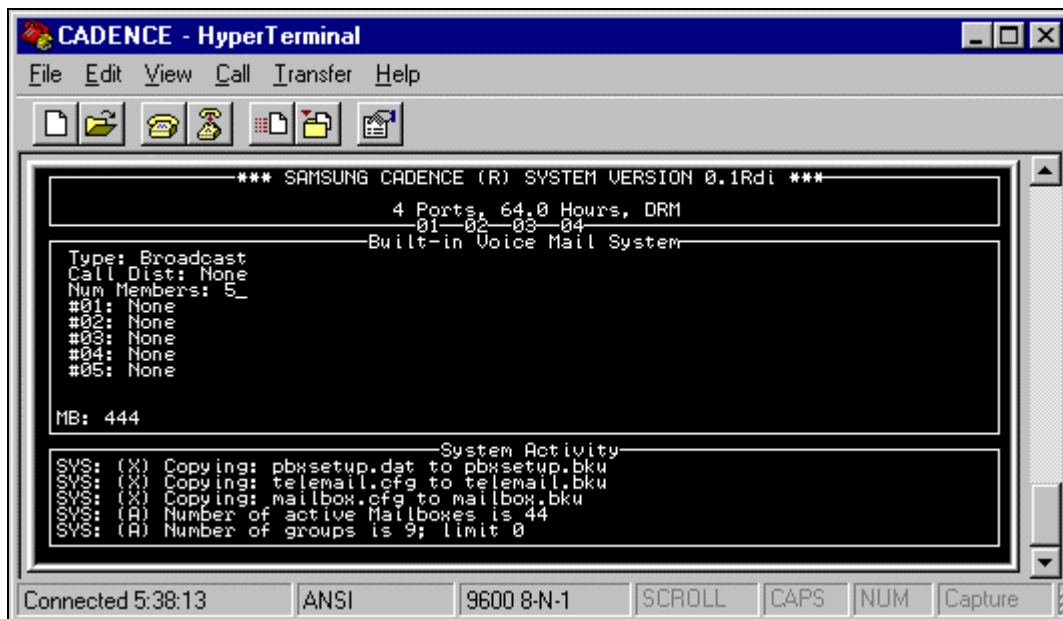 CADENCE - HyperTerminal
File Edit View Call Transfer Help
*** SAMSUNG CADENCE (R) SYSTEM VERSION 0.1Rdi ***
4 Ports, 64.0 Hours, DRM
01 02 03 04
Built-in Voice Mail System
Type: Broadcast
Call Dist: None
Num Members: 5_
#01: None
#02: None
#03: None
#04: None
#05: None
MB: 444
System Activity
SYS: (X) Copying: pbxsetup.dat to pbxsetup.bku
SYS: (X) Copying: telemail.cfg to telemail.bku
SYS: (X) Copying: mailbox.cfg to mailbox.bku
SYS: (A) Number of active Mailboxes is 44
SYS: (A) Number of groups is 9; limit 0
Connected 5:38:13 ANSI 9600 8-N-1 SCROLL CAPS NUM Capture